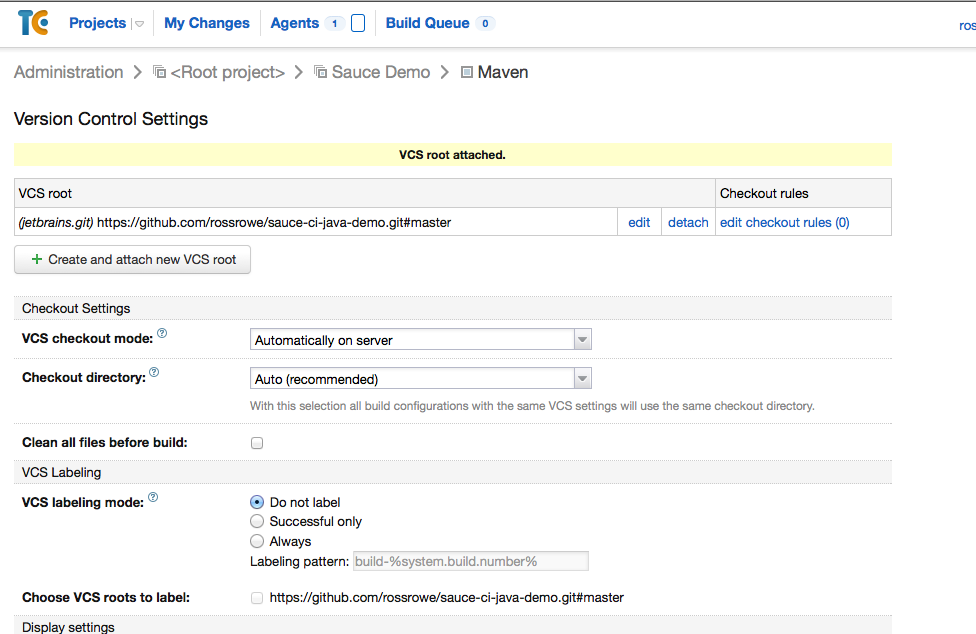 TC Projects My Changes Agents 1 Build Queue 0 ros
Administration > <Root project> > Sauce Demo > Maven
Version Control Settings
VCS root attached.
VCS root Checkout rules
(jetbrains.git) https://github.com/rossrowe/sauce-ci-java-demo.git#master edit detach edit checkout rules (0)
+ Create and attach new VCS root
Checkout Settings
VCS checkout mode: ? Automatically on server
Checkout directory: ? Auto (recommended)
With this selection all build configurations with the same VCS settings will use the same checkout directory.
Clean all files before build:
VCS Labeling
VCS labeling mode: ? Do not label
Successful only
Always
Labeling pattern: build-%system.build.number%
Choose VCS roots to label: https://github.com/rossrowe/sauce-ci-java-demo.git#master
Display settings